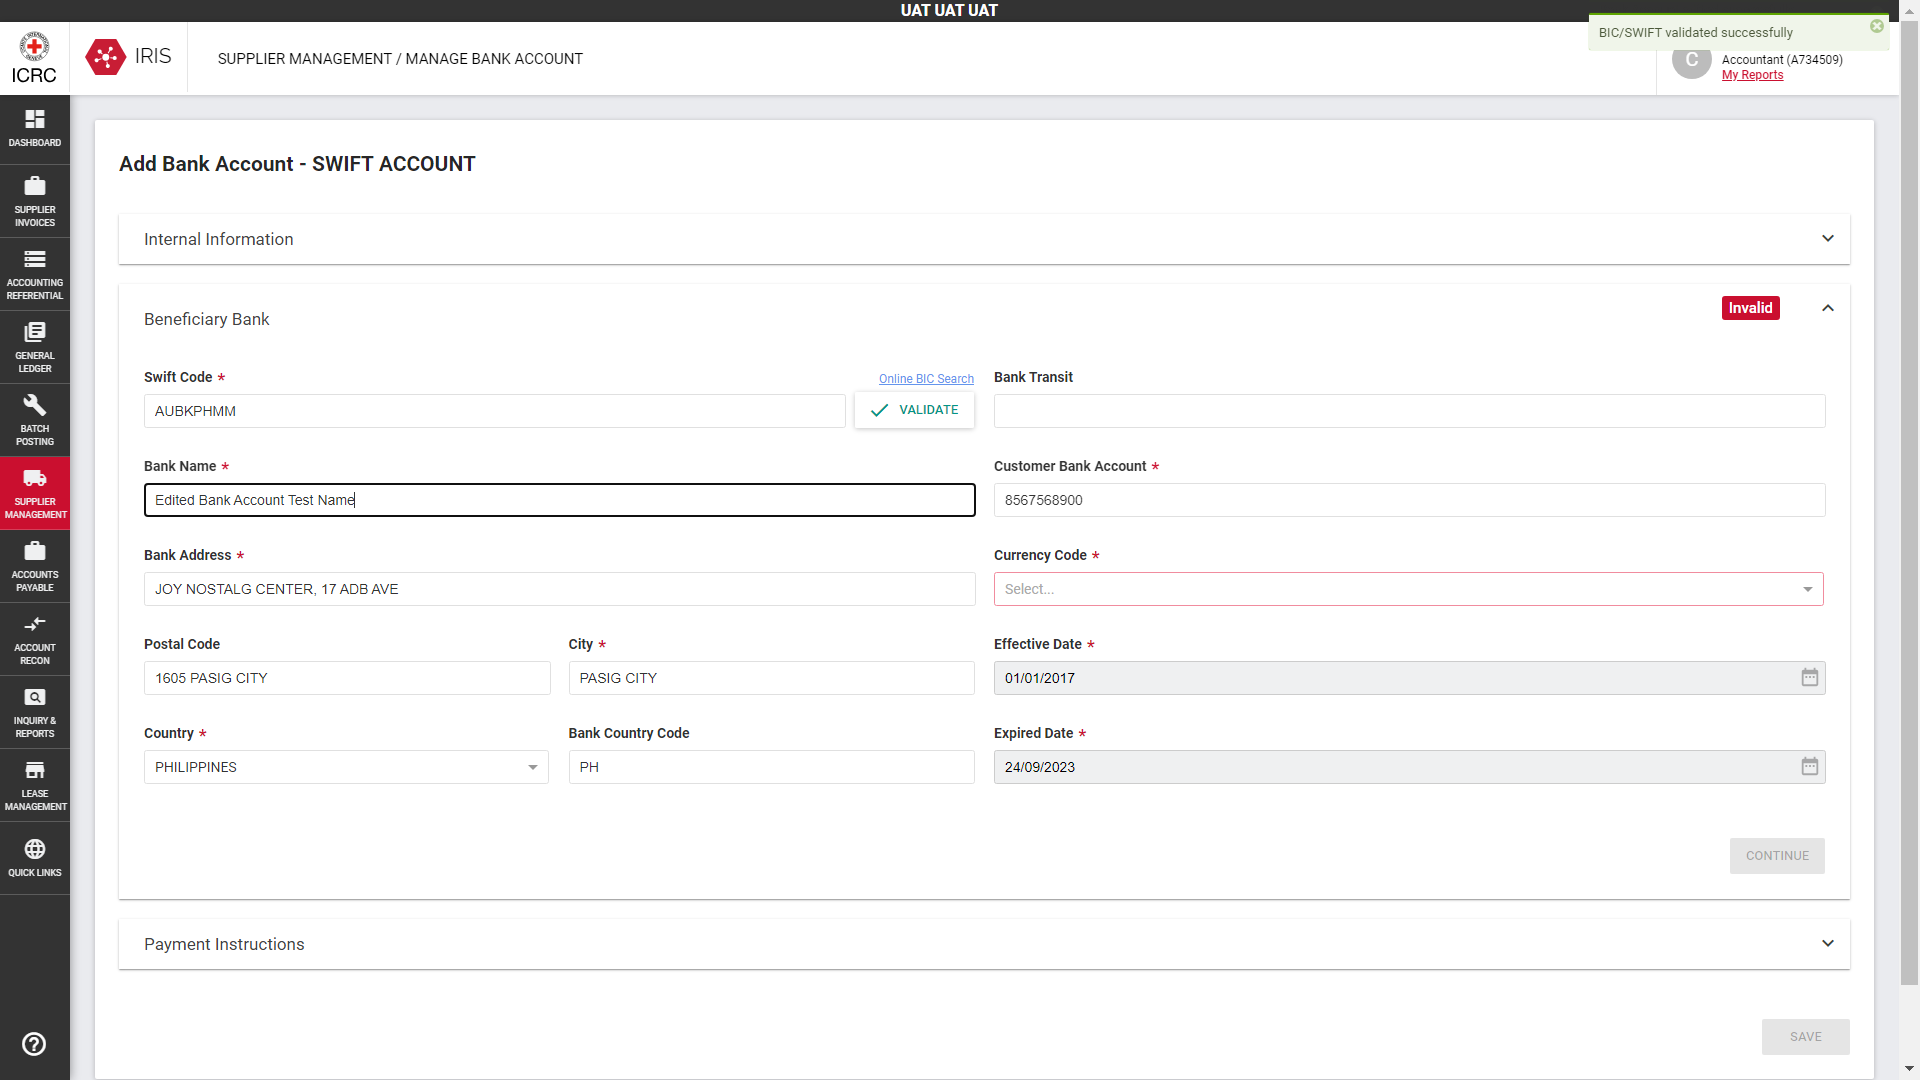 UAT UAT UAT
ICRC
IRIS
SUPPLIER MANAGEMENT / MANAGE BANK ACCOUNT
BIC/SWIFT validated successfully
C
Accountant (A734509)
My Reports
DASHBOARD
SUPPLIER
INVOICES
ACCOUNTING
REFERENTIAL
GENERAL
LEDGER
BATCH
POSTING
SUPPLIER
MANAGEMENT
ACCOUNTS
PAYABLE
ACCOUNT
RECON
INQUIRY &
REPORTS
LEASE
MANAGEMENT
QUICK LINKS
Add Bank Account - SWIFT ACCOUNT
Internal Information
Beneficiary Bank
Invalid
Swift Code *
Online BIC Search
AUBKPHMM
VALIDATE
Bank Transit
Bank Name *
Edited Bank Account Test Name
Customer Bank Account *
8567568900
Bank Address *
JOY NOSTALG CENTER, 17 ADB AVE
Currency Code *
Select...
Postal Code
1605 PASIG CITY
City *
PASIG CITY
Effective Date *
01/01/2017
Country *
PHILIPPINES
Bank Country Code
PH
Expired Date *
24/09/2023
CONTINUE
Payment Instructions
SAVE